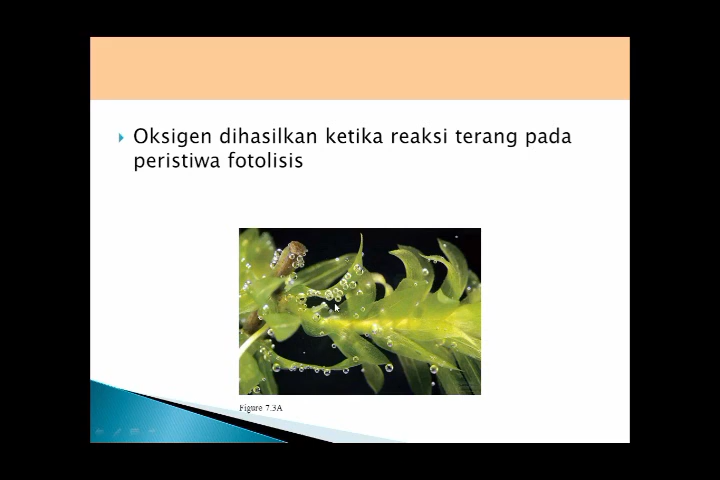 Oksigen dihasilkan ketika reaksi terang pada
peristiwa fotolisis
Figure 7.3A